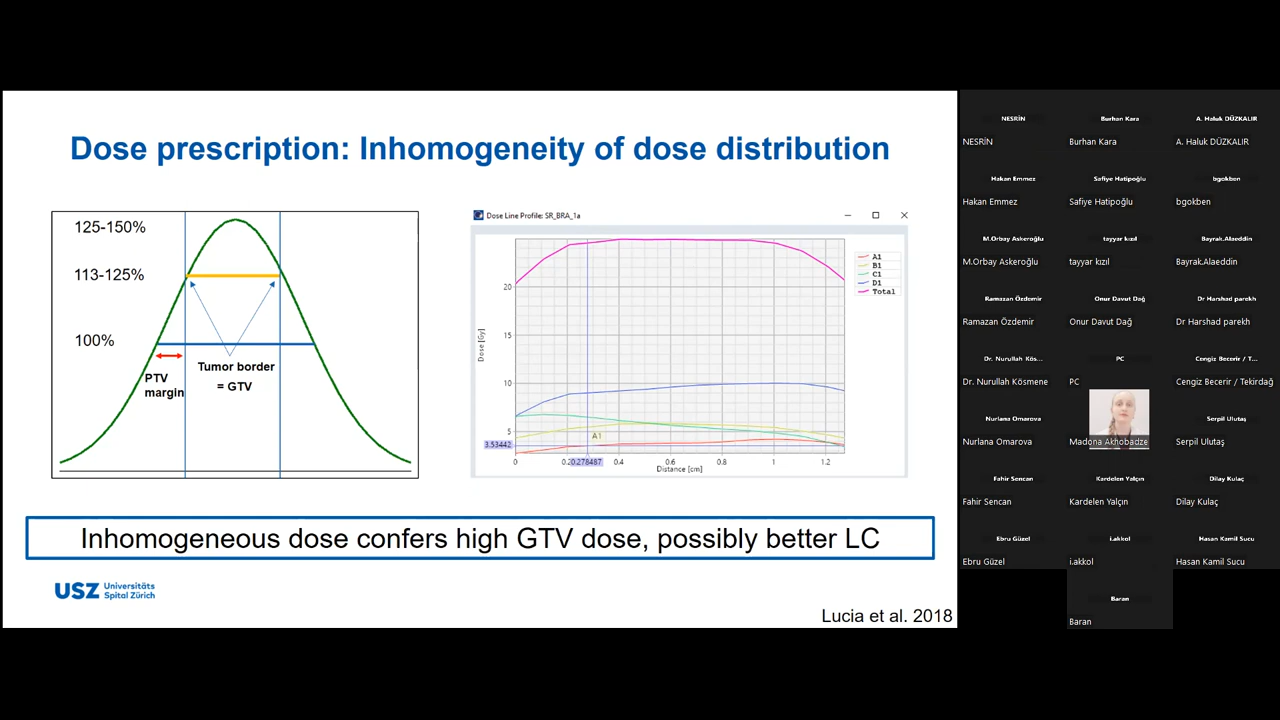 Dose prescription: Inhomogeneity of dose distribution
125-150%
113-125%
100%
PTV
margin
Tumor border
= GTV
Dose Line Profile: SR_BRA_1a
A1
B1
C1
D1
Total
Dose [Gy]
20
15
10
5
3.53442
A1
0
0.2
0.278487
0.4
0.6
0.8
1
1.2
Distance [cm]
Inhomogeneous dose confers high GTV dose, possibly better LC
USZ Universitäts
Spital Zürich
Lucia et al. 2018
NESRİN
Burhan Kara
A. Haluk DÜZKALIR
NESRİN
Burhan Kara
A. Haluk DÜZKALIR
Hakan Emmez
Safiye Hatipoğlu
bgokben
Hakan Emmez
Safiye Hatipoğlu
bgokben
M.Orbay Askeroğlu
tayyar kızıl
Bayrak.Alaeddin
M.Orbay Askeroğlu
tayyar kızıl
Bayrak.Alaeddin
Ramazan Özdemir
Onur Davut Dağ
Dr Harshad parekh
Ramazan Özdemir
Onur Davut Dağ
Dr Harshad parekh
Dr. Nurullah Kös...
PC
Cengiz Becerir / T...
Dr. Nurullah Kösmene
PC
Cengiz Becerir / Tekirdağ
Nurlana Omarova
Serpil Ulutaş
Nurlana Omarova
Madona Akhobadze
Serpil Ulutaş
Fahir Sencan
Kardelen Yalçın
Dilay Kulaç
Fahir Sencan
Kardelen Yalçın
Dilay Kulaç
Ebru Güzel
i.akkol
Hasan Kamil Sucu
Ebru Güzel
i.akkol
Hasan Kamil Sucu
Baran
Baran